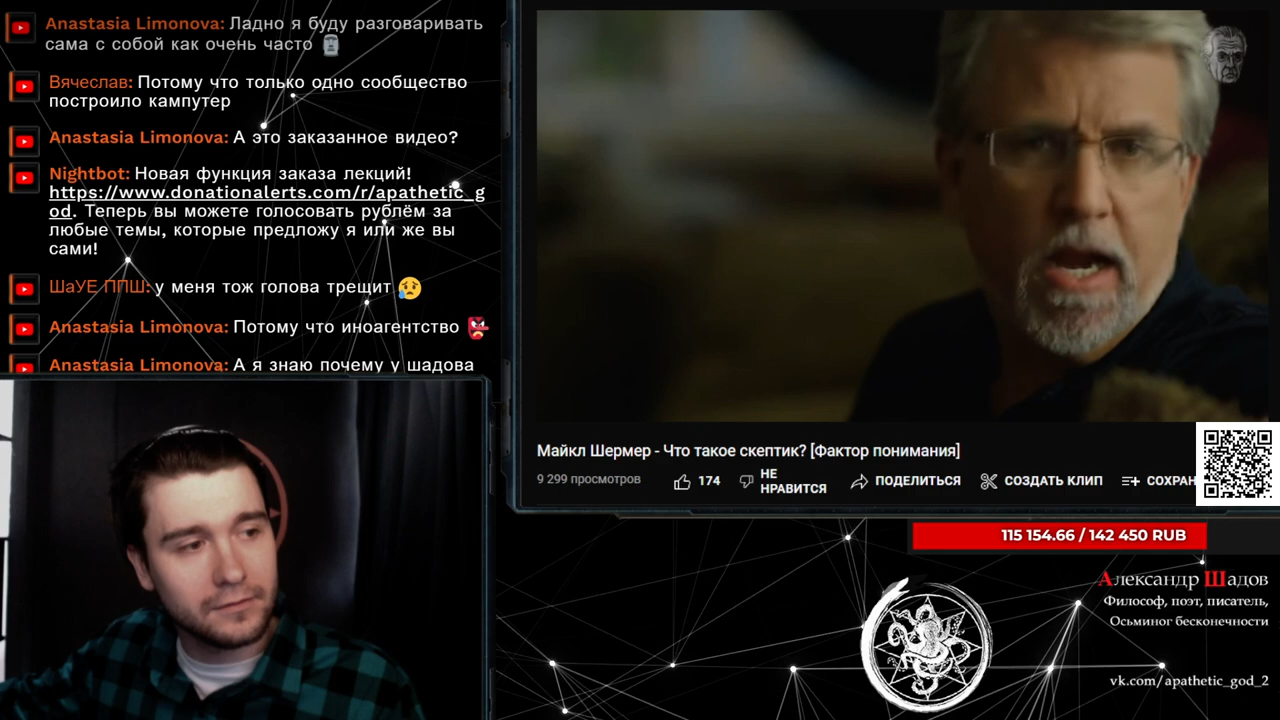 Anastasia Limonova: Ладно я буду разговаривать
сама с собой как очень часто 🗿
Вячеслав: Потому что только одно сообщество
построило кампутер
Anastasia Limonova: А это заказанное видео?
Nightbot: Новая функция заказа лекций!
https://www.donationalerts.com/r/apathetic_g
od. Теперь вы можете голосовать рублём за
любые темы, которые предложу я или же вы
сами!
ШаУЕ ППШ: у меня тож голова трещит 😥
Anastasia Limonova: Потому что иноагентство 👺
Anastasia Limonova: А я знаю почему у шадова
Майкл Шермер - Что такое скептик? [Фактор понимания]
9 299 просмотров
174
НЕ
НРАВИТСЯ
ПОДЕЛИТЬСЯ
СОЗДАТЬ КЛИП
СОХРАН
115 154.66 / 142 450 RUB
Александр Шадов
Философ, поэт, писатель,
Осьминог бесконечности
vk.com/apathetic_god_2